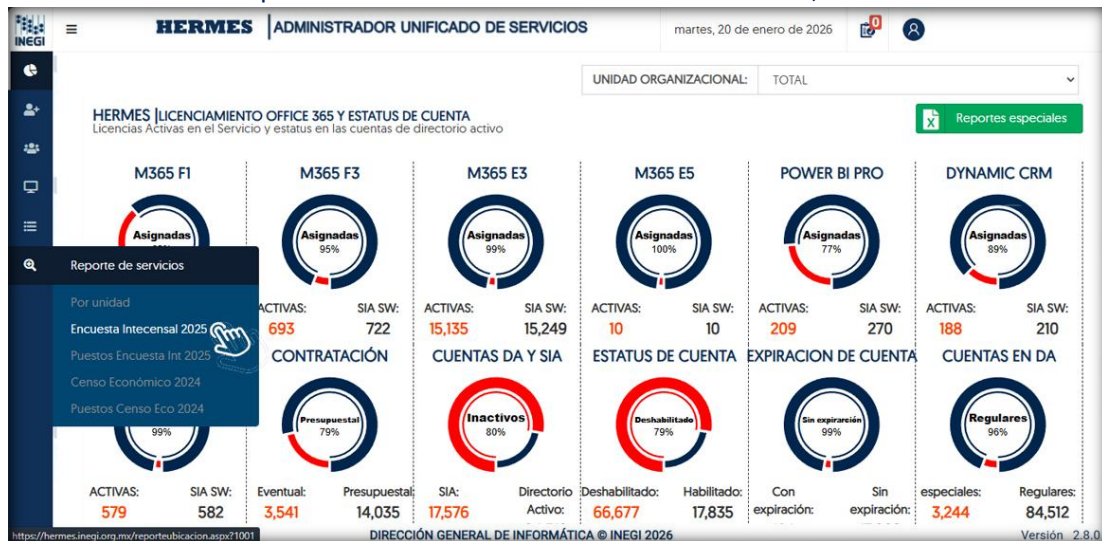 INEGI
HERMES | ADMINISTRADOR UNIFICADO DE SERVICIOS
martes, 20 de enero de 2026
0
UNIDAD ORGANIZACIONAL: TOTAL
HERMES |LICENCIAMIENTO OFFICE 365 Y ESTATUS DE CUENTA
Licencias Activas en el Servicio y estatus en las cuentas de directorio activo
Reportes especiales
M365 F1 M365 F3 M365 E3 M365 E5 POWER BI PRO DYNAMIC CRM
Asignadas Asignadas Asignadas Asignadas Asignadas Asignadas
95% 99% 100% 77% 89%
Reporte de servicios
Por unidad
Encuesta Intecensal 2025
Puestos Encuesta Int 2025
Censo Económico 2024
Puestos Censo Eco 2024
ACTIVAS: SIA SW: ACTIVAS: SIA SW: ACTIVAS: SIA SW: ACTIVAS: SIA SW: ACTIVAS: SIA SW:
693 722 15,135 15,249 10 10 209 270 188 210
CONTRATACIÓN CUENTAS DA Y SIA ESTATUS DE CUENTA EXPIRACION DE CUENTA CUENTAS EN DA
Presupuestal Inactivos Deshabilitado Sin expirareión Regulares
99% 79% 80% 79% 99% 96%
ACTIVAS: SIA SW: Eventual: Presupuestal: SIA: Directorio Activo: Deshabilitado: Habilitado: Con expiración: Sin expiración: especiales: Regulares:
579 582 3,541 14,035 17,576 66,677 17,835 3,244 84,512
https://hermes.inegi.org.mx/reporteubicacion.aspx?1001
DIRECCIÓN GENERAL DE INFORMÁTICA © INEGI 2026
Versión 2.8.0